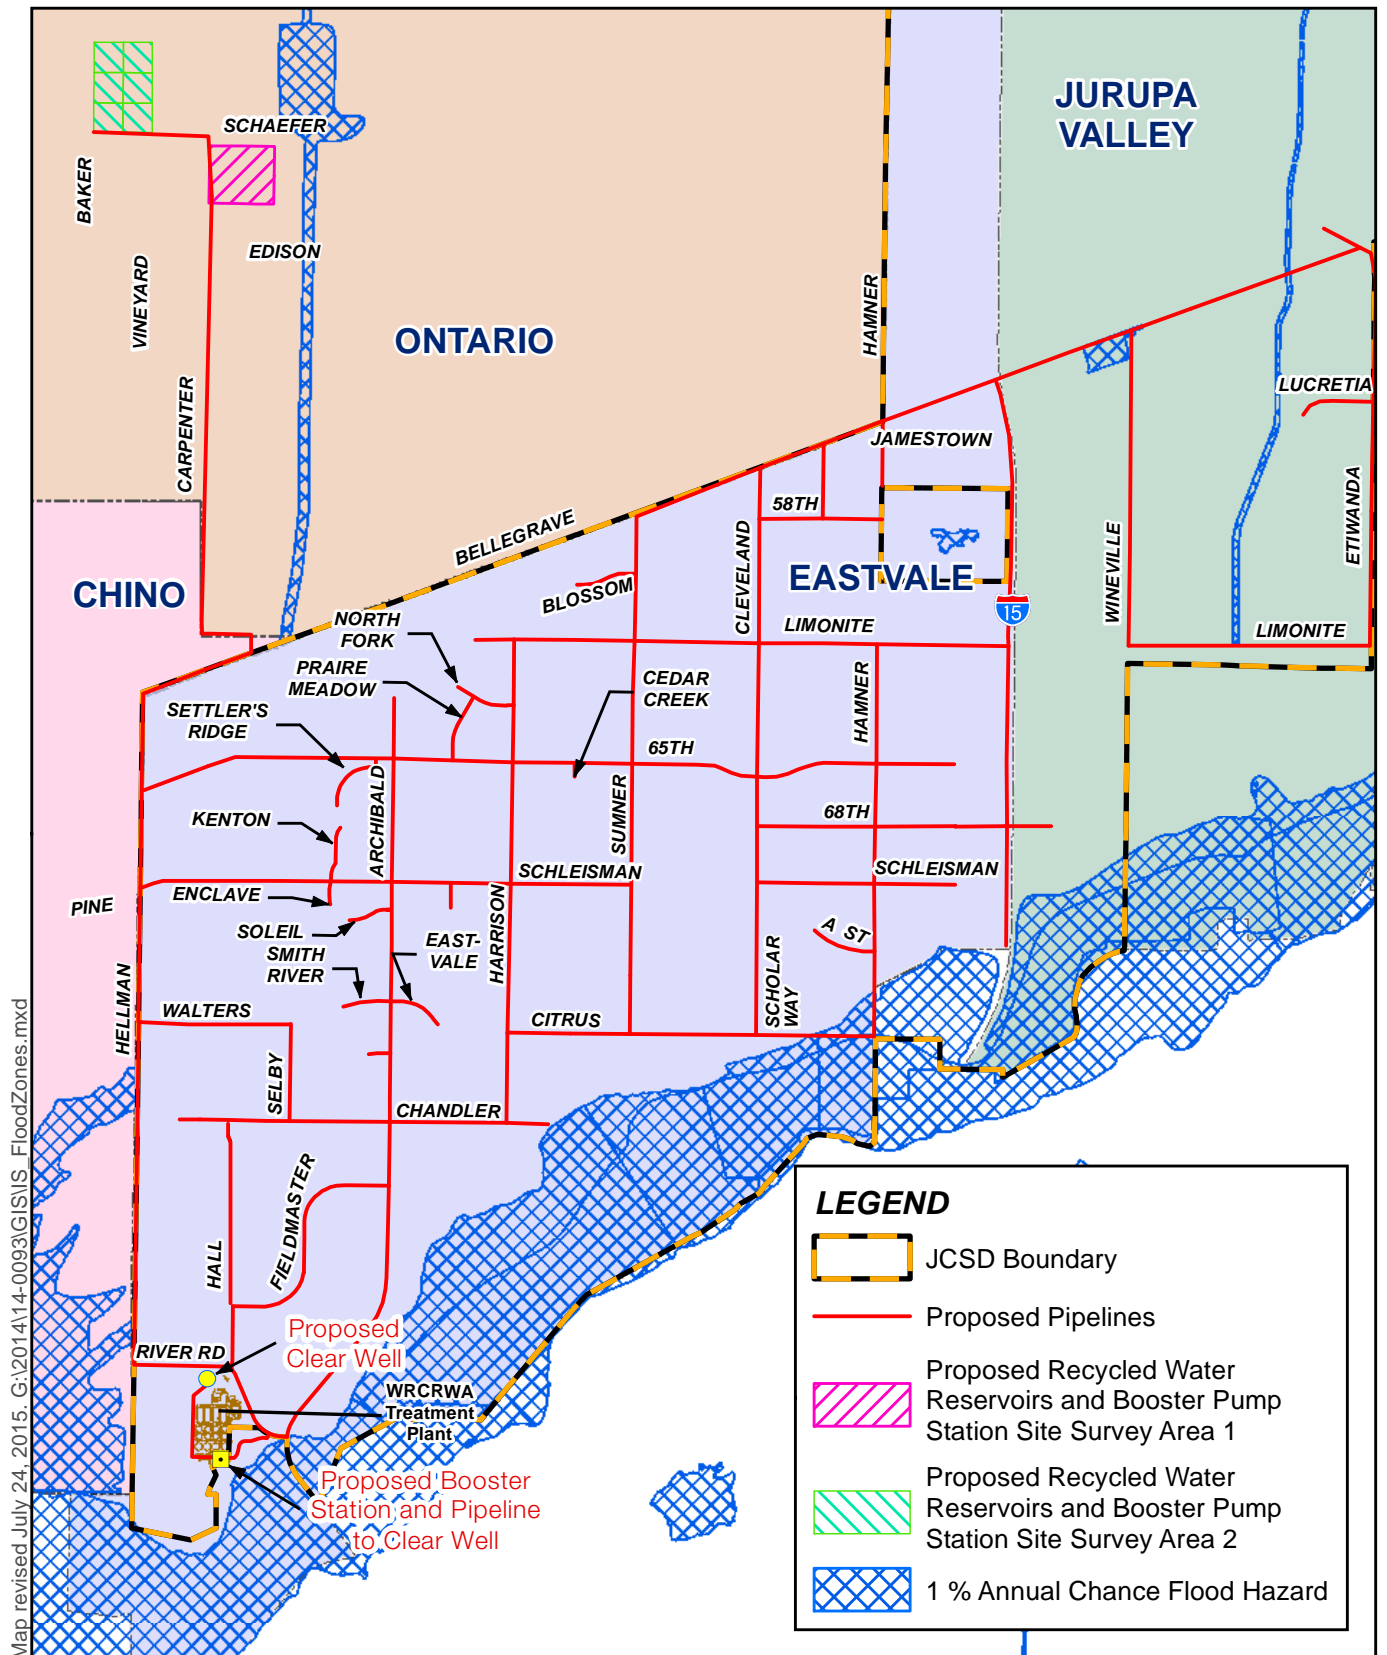 JURUPA
VALLEY
SCHAEFER
BAKER
EDISON
VINEYARD
HAMNER
ONTARIO
CARPENTER
LUCRETIA
JAMESTOWN
58TH
BELLEGRAVE
CLEVELAND
WINEVILLE
ETIWANDA
CHINO
EASTVALE
BLOSSOM
15
NORTH
FORK
LIMONITE
LIMONITE
PRAIRE
MEADOW
CEDAR
CREEK
HAMNER
SETTLER'S
RIDGE
65TH
ARCHIBALD
SUMNER
KENTON
68TH
SCHLEISMAN
SCHLEISMAN
ENCLAVE
PINE
HARRISON
SOLEIL
A ST
EAST-
VALE
SMITH
RIVER
SCHOLAR
WAY
HELLMAN
WALTERS
CITRUS
SELBY
CHANDLER
FIELDMASTER
HALL
Proposed
Clear Well
RIVER RD
WRCRWA
Treatment
Plant
Proposed Booster
Station and Pipeline
to Clear Well
LEGEND
JCSD Boundary
Proposed Pipelines
Proposed Recycled Water
Reservoirs and Booster Pump
Station Site Survey Area 1
Proposed Recycled Water
Reservoirs and Booster Pump
Station Site Survey Area 2
1 % Annual Chance Flood Hazard
Map revised July 24, 2015. G:\2014\14-0093\GIS\IS_FloodZones.mxd